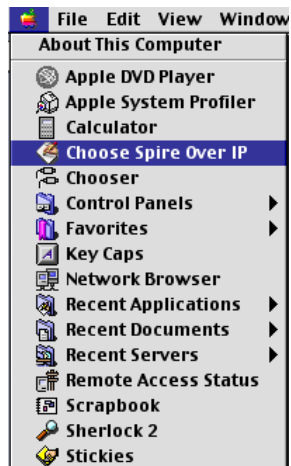 File Edit View Window
About This Computer
Apple DVD Player
Apple System Profiler
Calculator
Choose Spire Over IP
Chooser
Control Panels
Favorites
Key Caps
Network Browser
Recent Applications
Recent Documents
Recent Servers
Remote Access Status
Scrapbook
Sherlock 2
Stickies